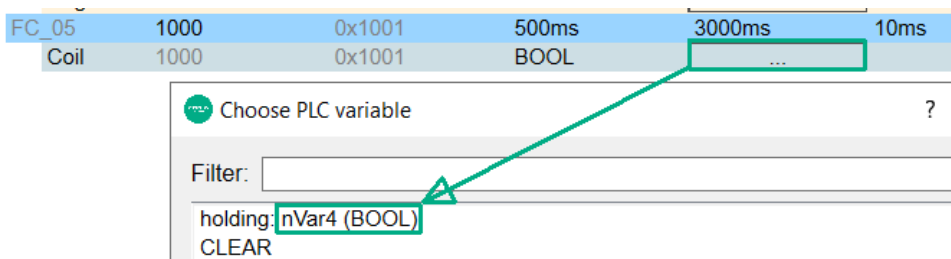 FC_05 1000 0x1001 500ms 3000ms 10ms
Coil 1000 0x1001 BOOL ...
Choose PLC variable ?
Filter:
holding: nVar4 (BOOL)
CLEAR